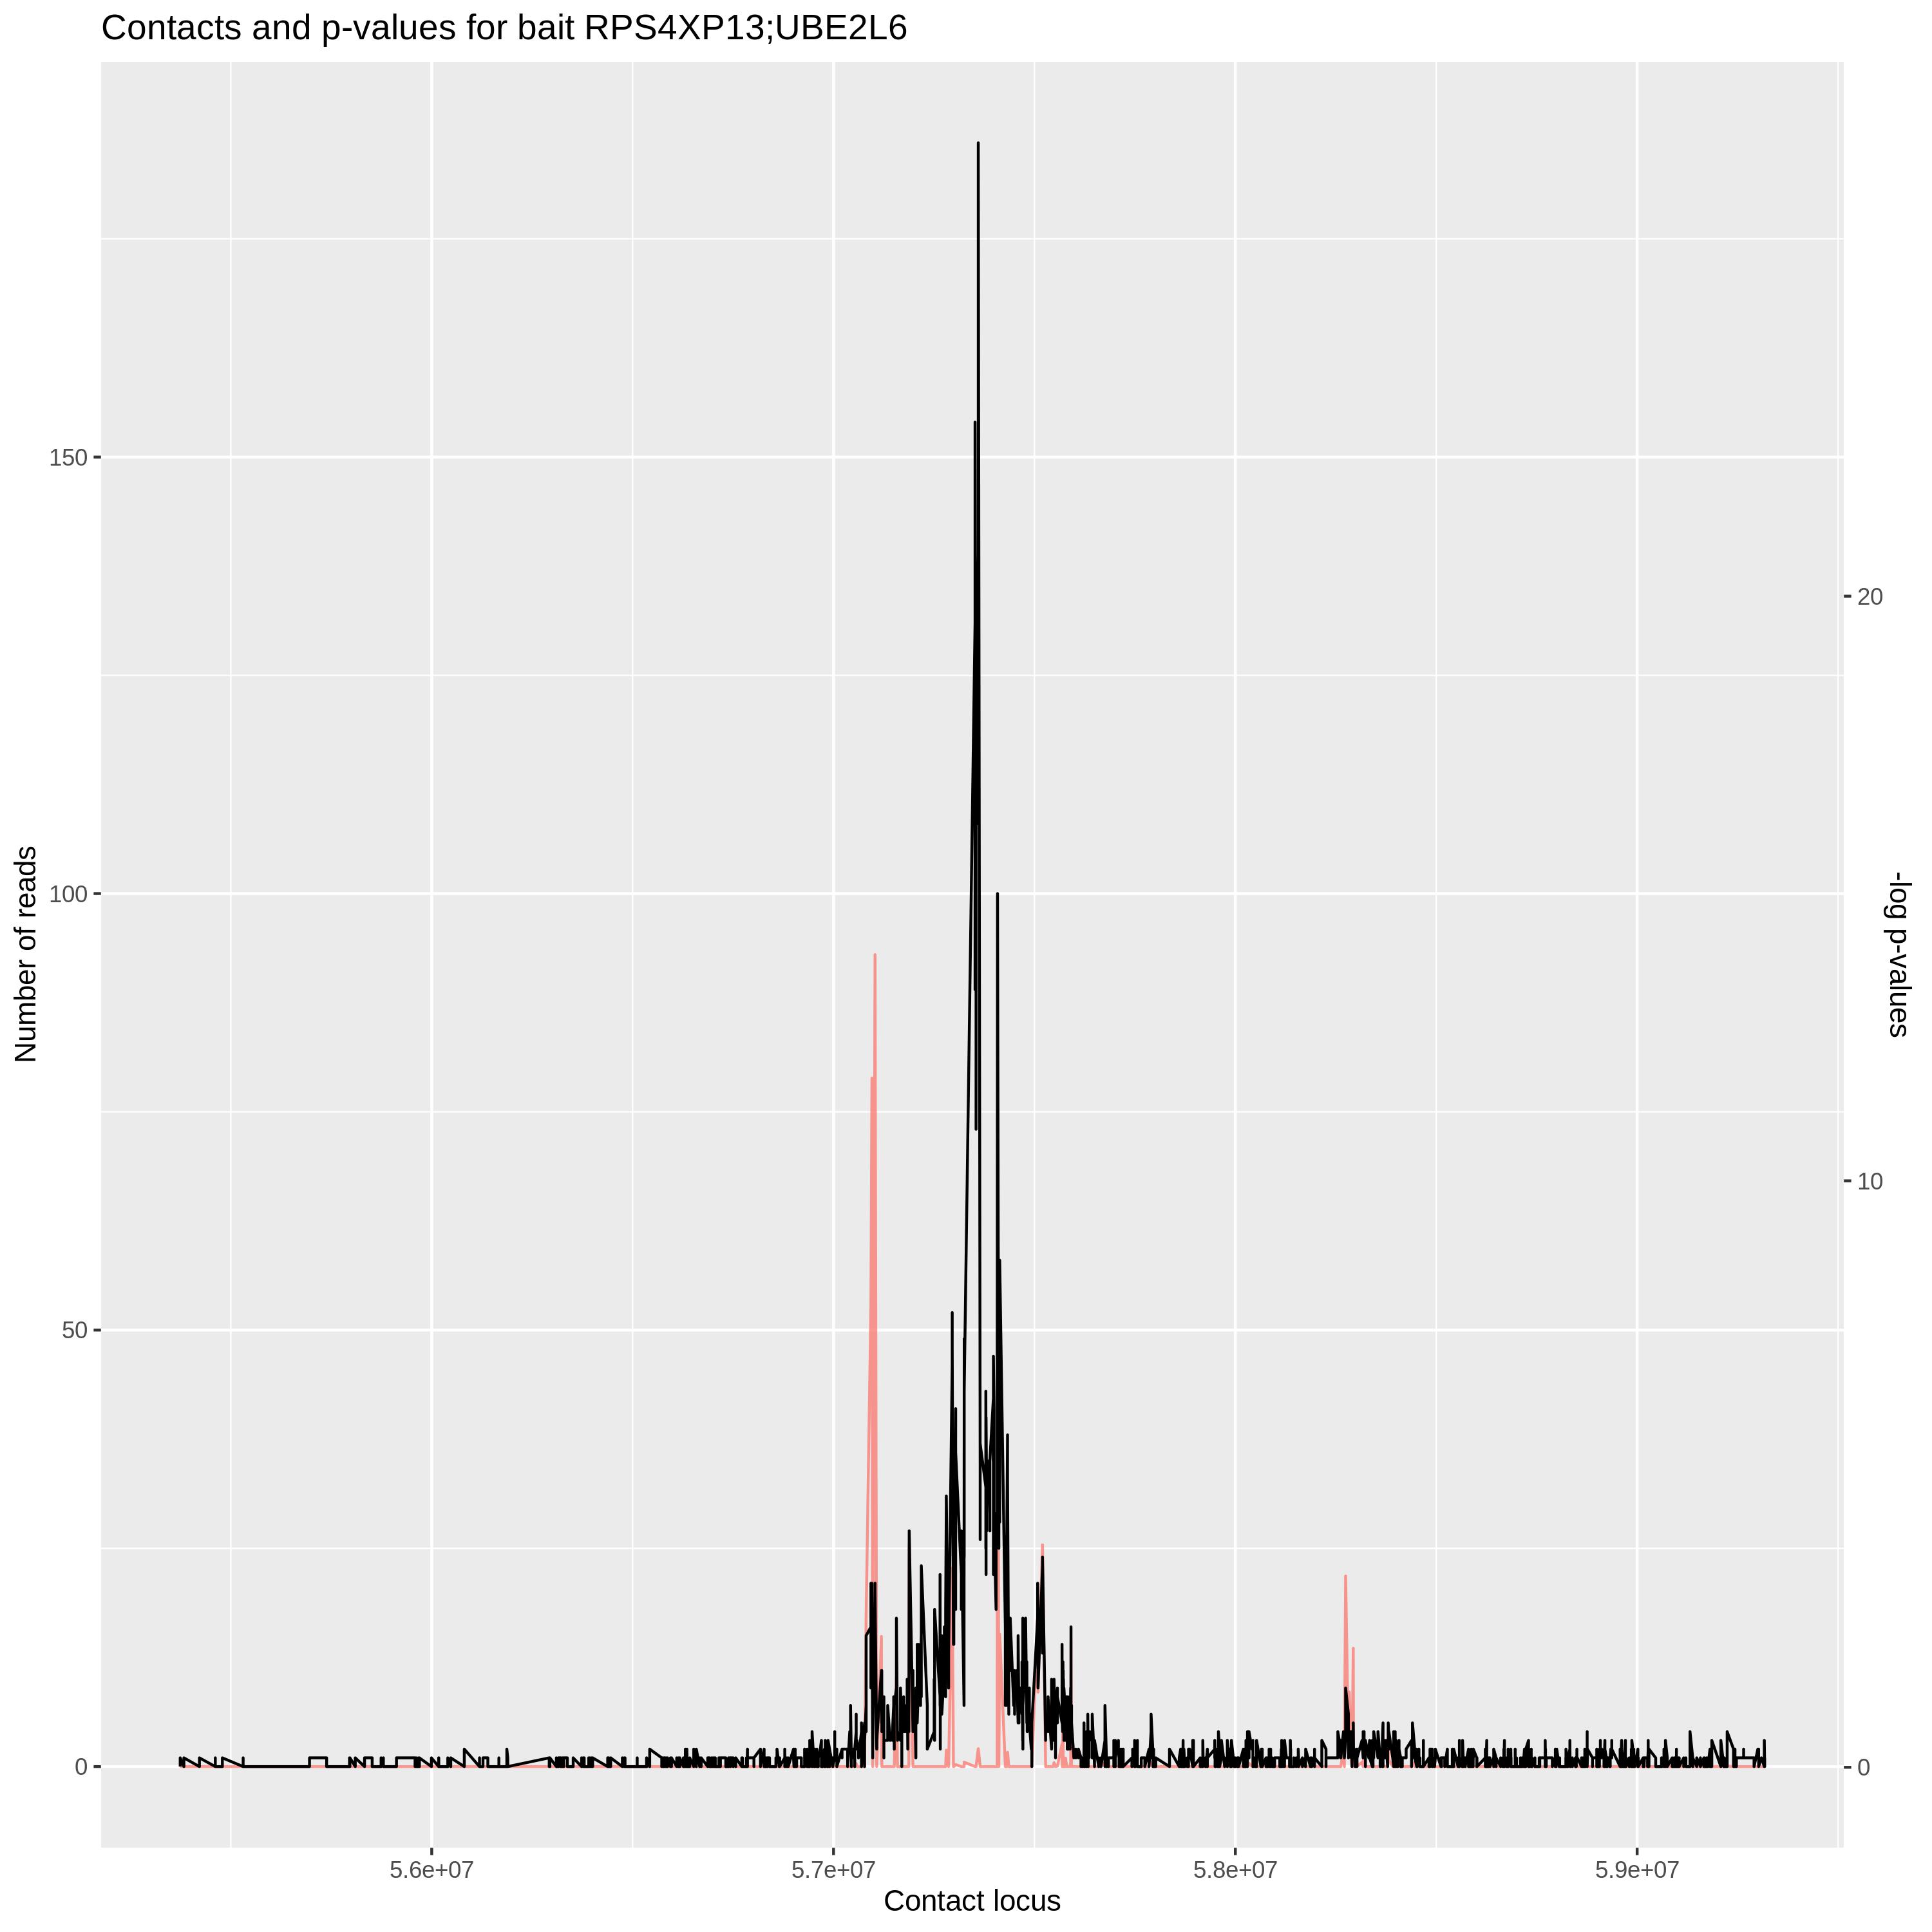 Contacts and p-values for bait RPS4XP13;UBE2L6
Number of reads
150
100
50
0
20
10
0
-log p-values
5.6e+07
5.7e+07
5.8e+07
5.9e+07
Contact locus